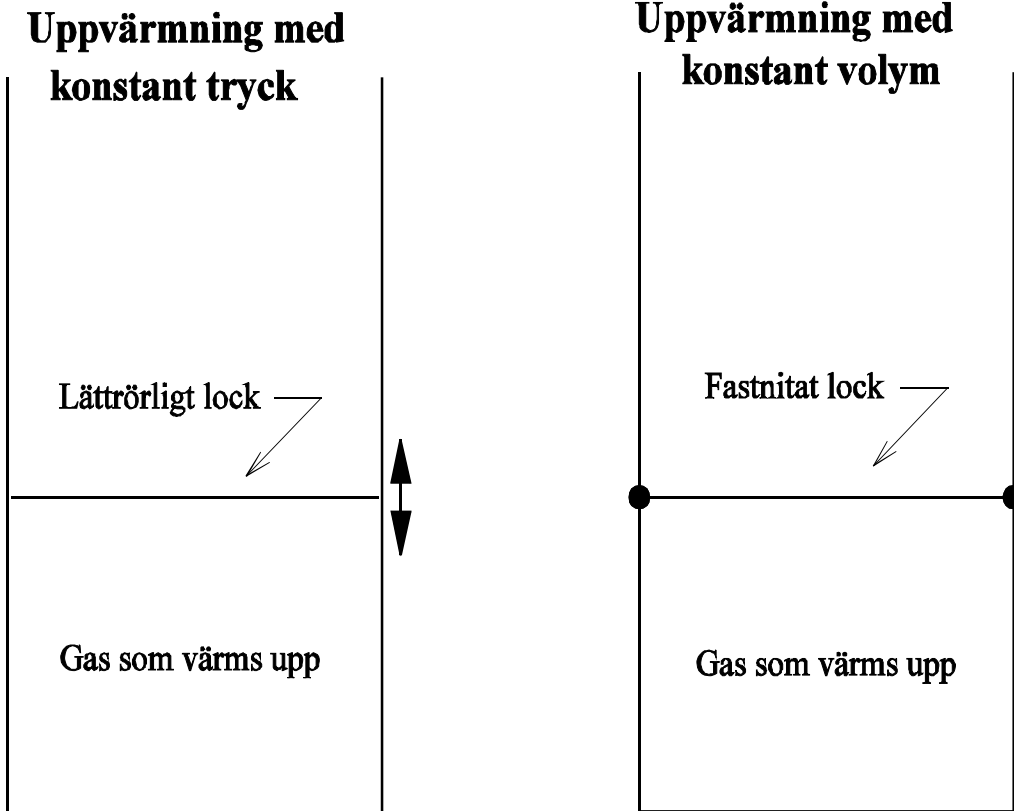 Uppvärmning med
konstant tryck
Lättrörligt lock
Gas som värms upp
Uppvärmning med
konstant volym
Fastnitat lock
Gas som värms upp